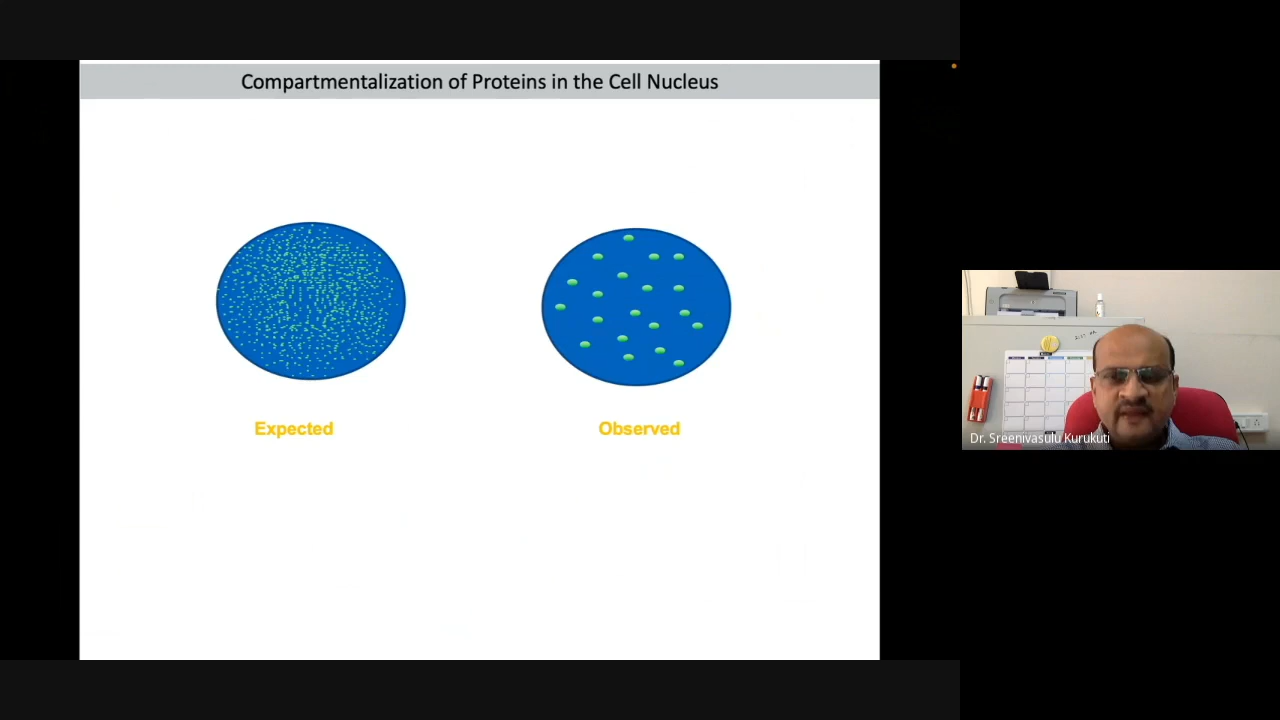 Compartmentalization of Proteins in the Cell Nucleus
Expected
Observed
Dr. Sreenivasulu Kurukuti